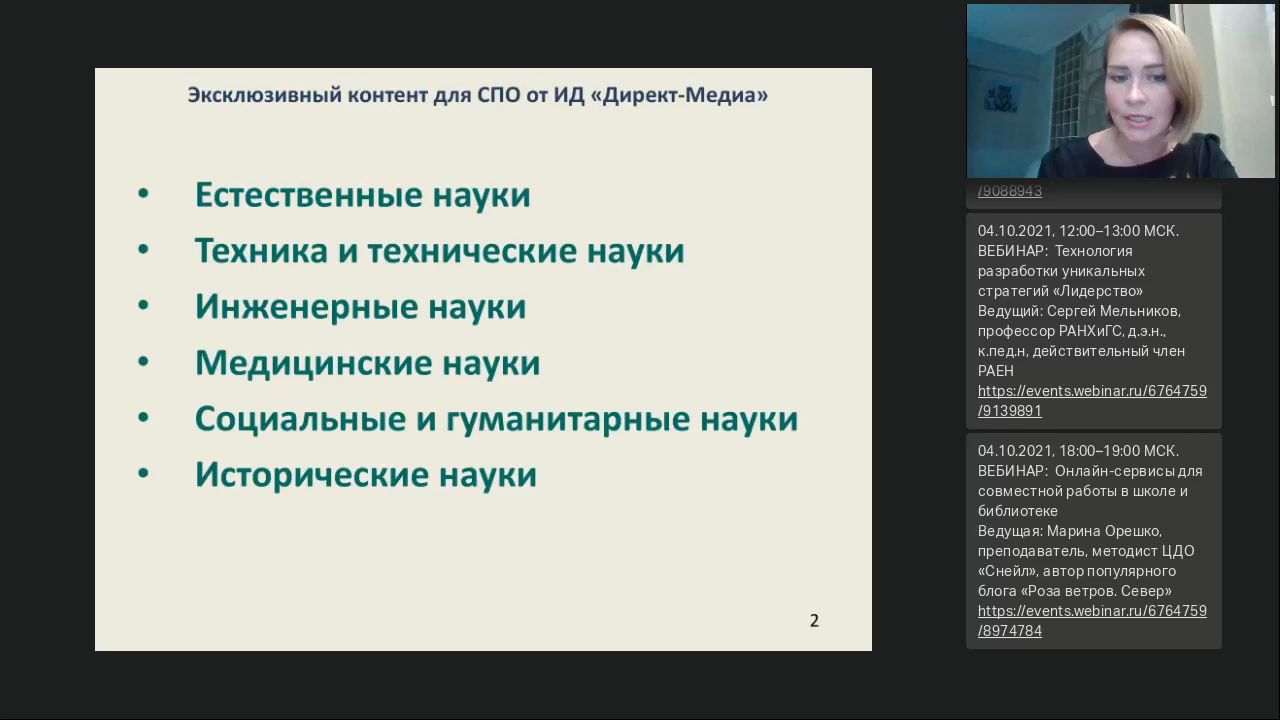 Эксклюзивный контент для СПО от ИД «Директ-Медиа»
• Естественные науки
• Техника и технические науки
• Инженерные науки
• Медицинские науки
• Социальные и гуманитарные науки
• Исторические науки
2
/9088943
04.10.2021, 12:00–13:00 МСК.
ВЕБИНАР: Технология
разработки уникальных
стратегий «Лидерство»
Ведущий: Сергей Мельников,
профессор РАНХиГС, д.э.н.,
к.пед.н, действительный член
РАЕН
https://events.webinar.ru/6764759
/9139891
04.10.2021, 18:00–19:00 МСК.
ВЕБИНАР: Онлайн-сервисы для
совместной работы в школе и
библиотеке
Ведущая: Марина Орешко,
преподаватель, методист ЦДО
«Снейл», автор популярного
блога «Роза ветров. Север»
https://events.webinar.ru/6764759
/8974784